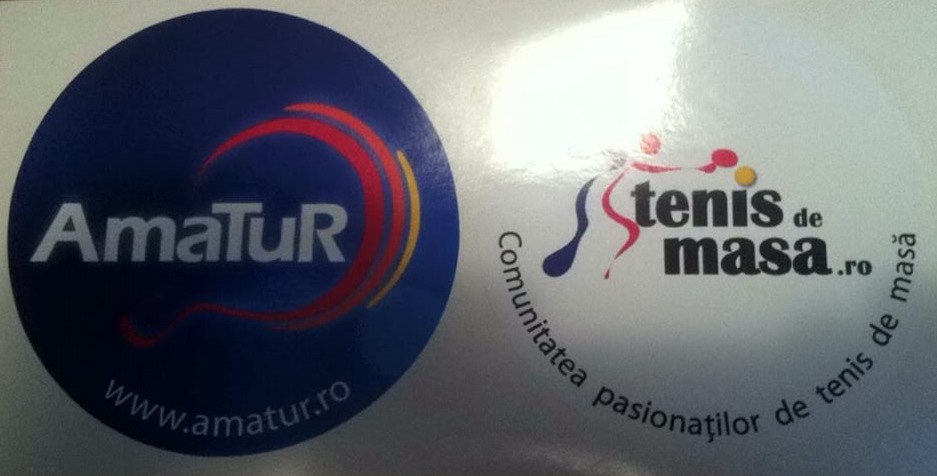 AmaTuR
www.amatur.ro
tenis de
masa.ro
Comunitatea pasionaţilor de tenis de masă